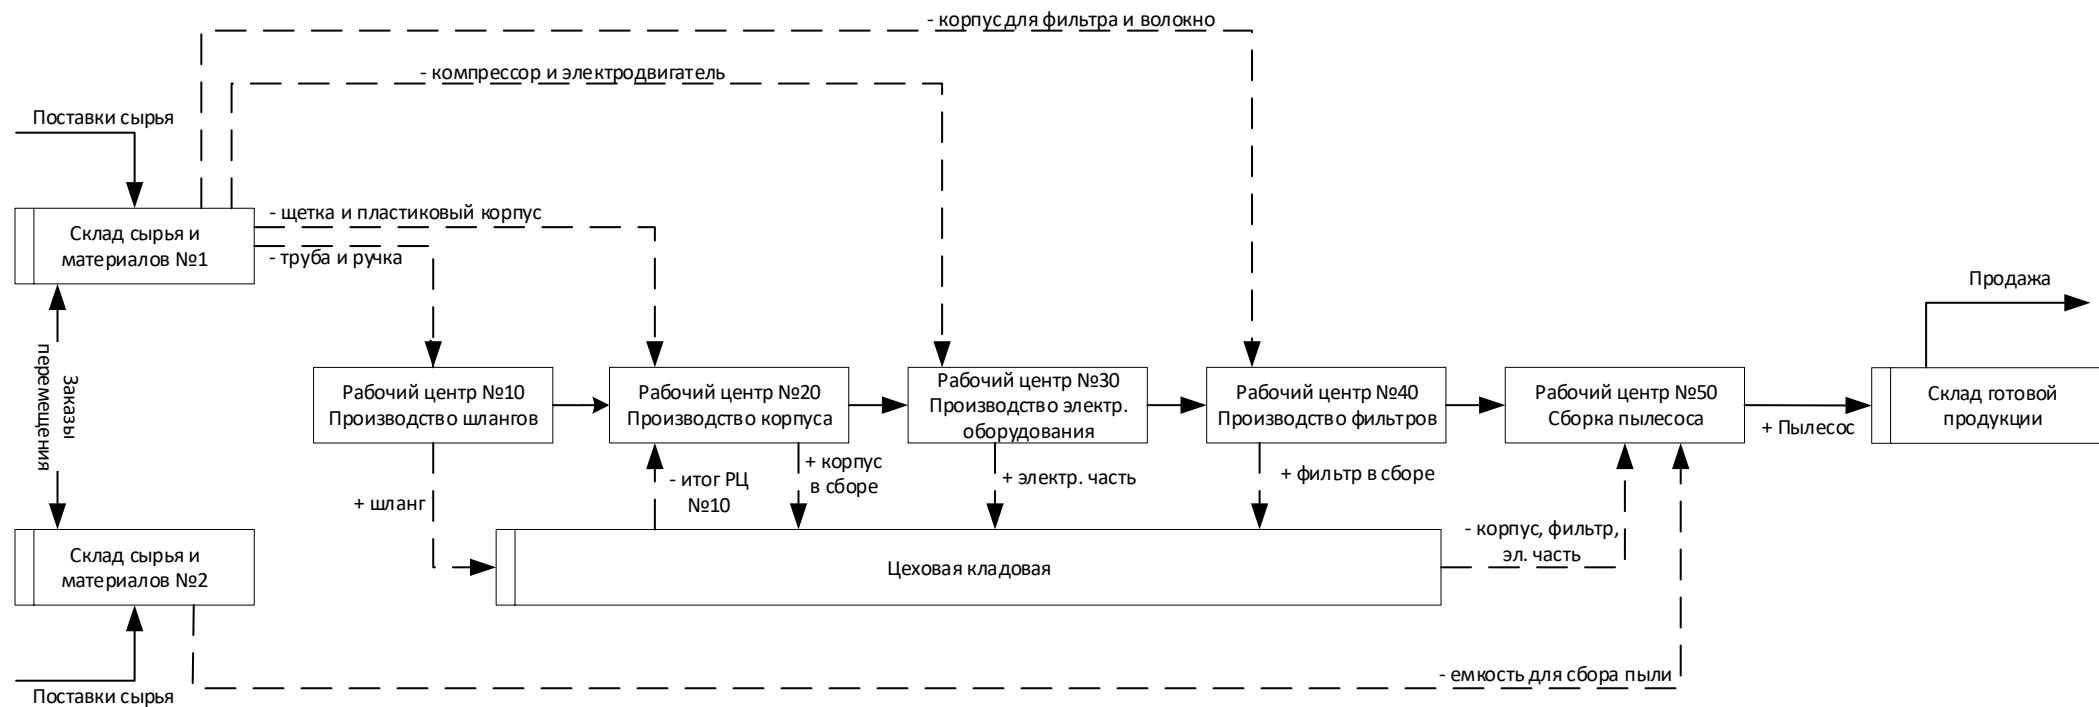 - корпус для фильтра и волокно
- компрессор и электродвигатель
Поставки сырья
Склад сырья и
материалов №1
- щетка и пластиковый корпус
- труба и ручка
Заказы
перемещения
Продажа
Рабочий центр №10
Производство шлангов
Рабочий центр №20
Производство корпуса
Рабочий центр №30
Производство электр.
оборудования
Рабочий центр №40
Производство фильтров
Рабочий центр №50
Сборка пылесоса
+ Пылесос
Склад готовой
продукции
+ шланг
- итог РЦ
№10
+ корпус
в сборе
+ электр. часть
+ фильтр в сборе
- корпус, фильтр,
эл. часть
Склад сырья и
материалов №2
Цеховая кладовая
- емкость для сбора пыли
Поставки сырья